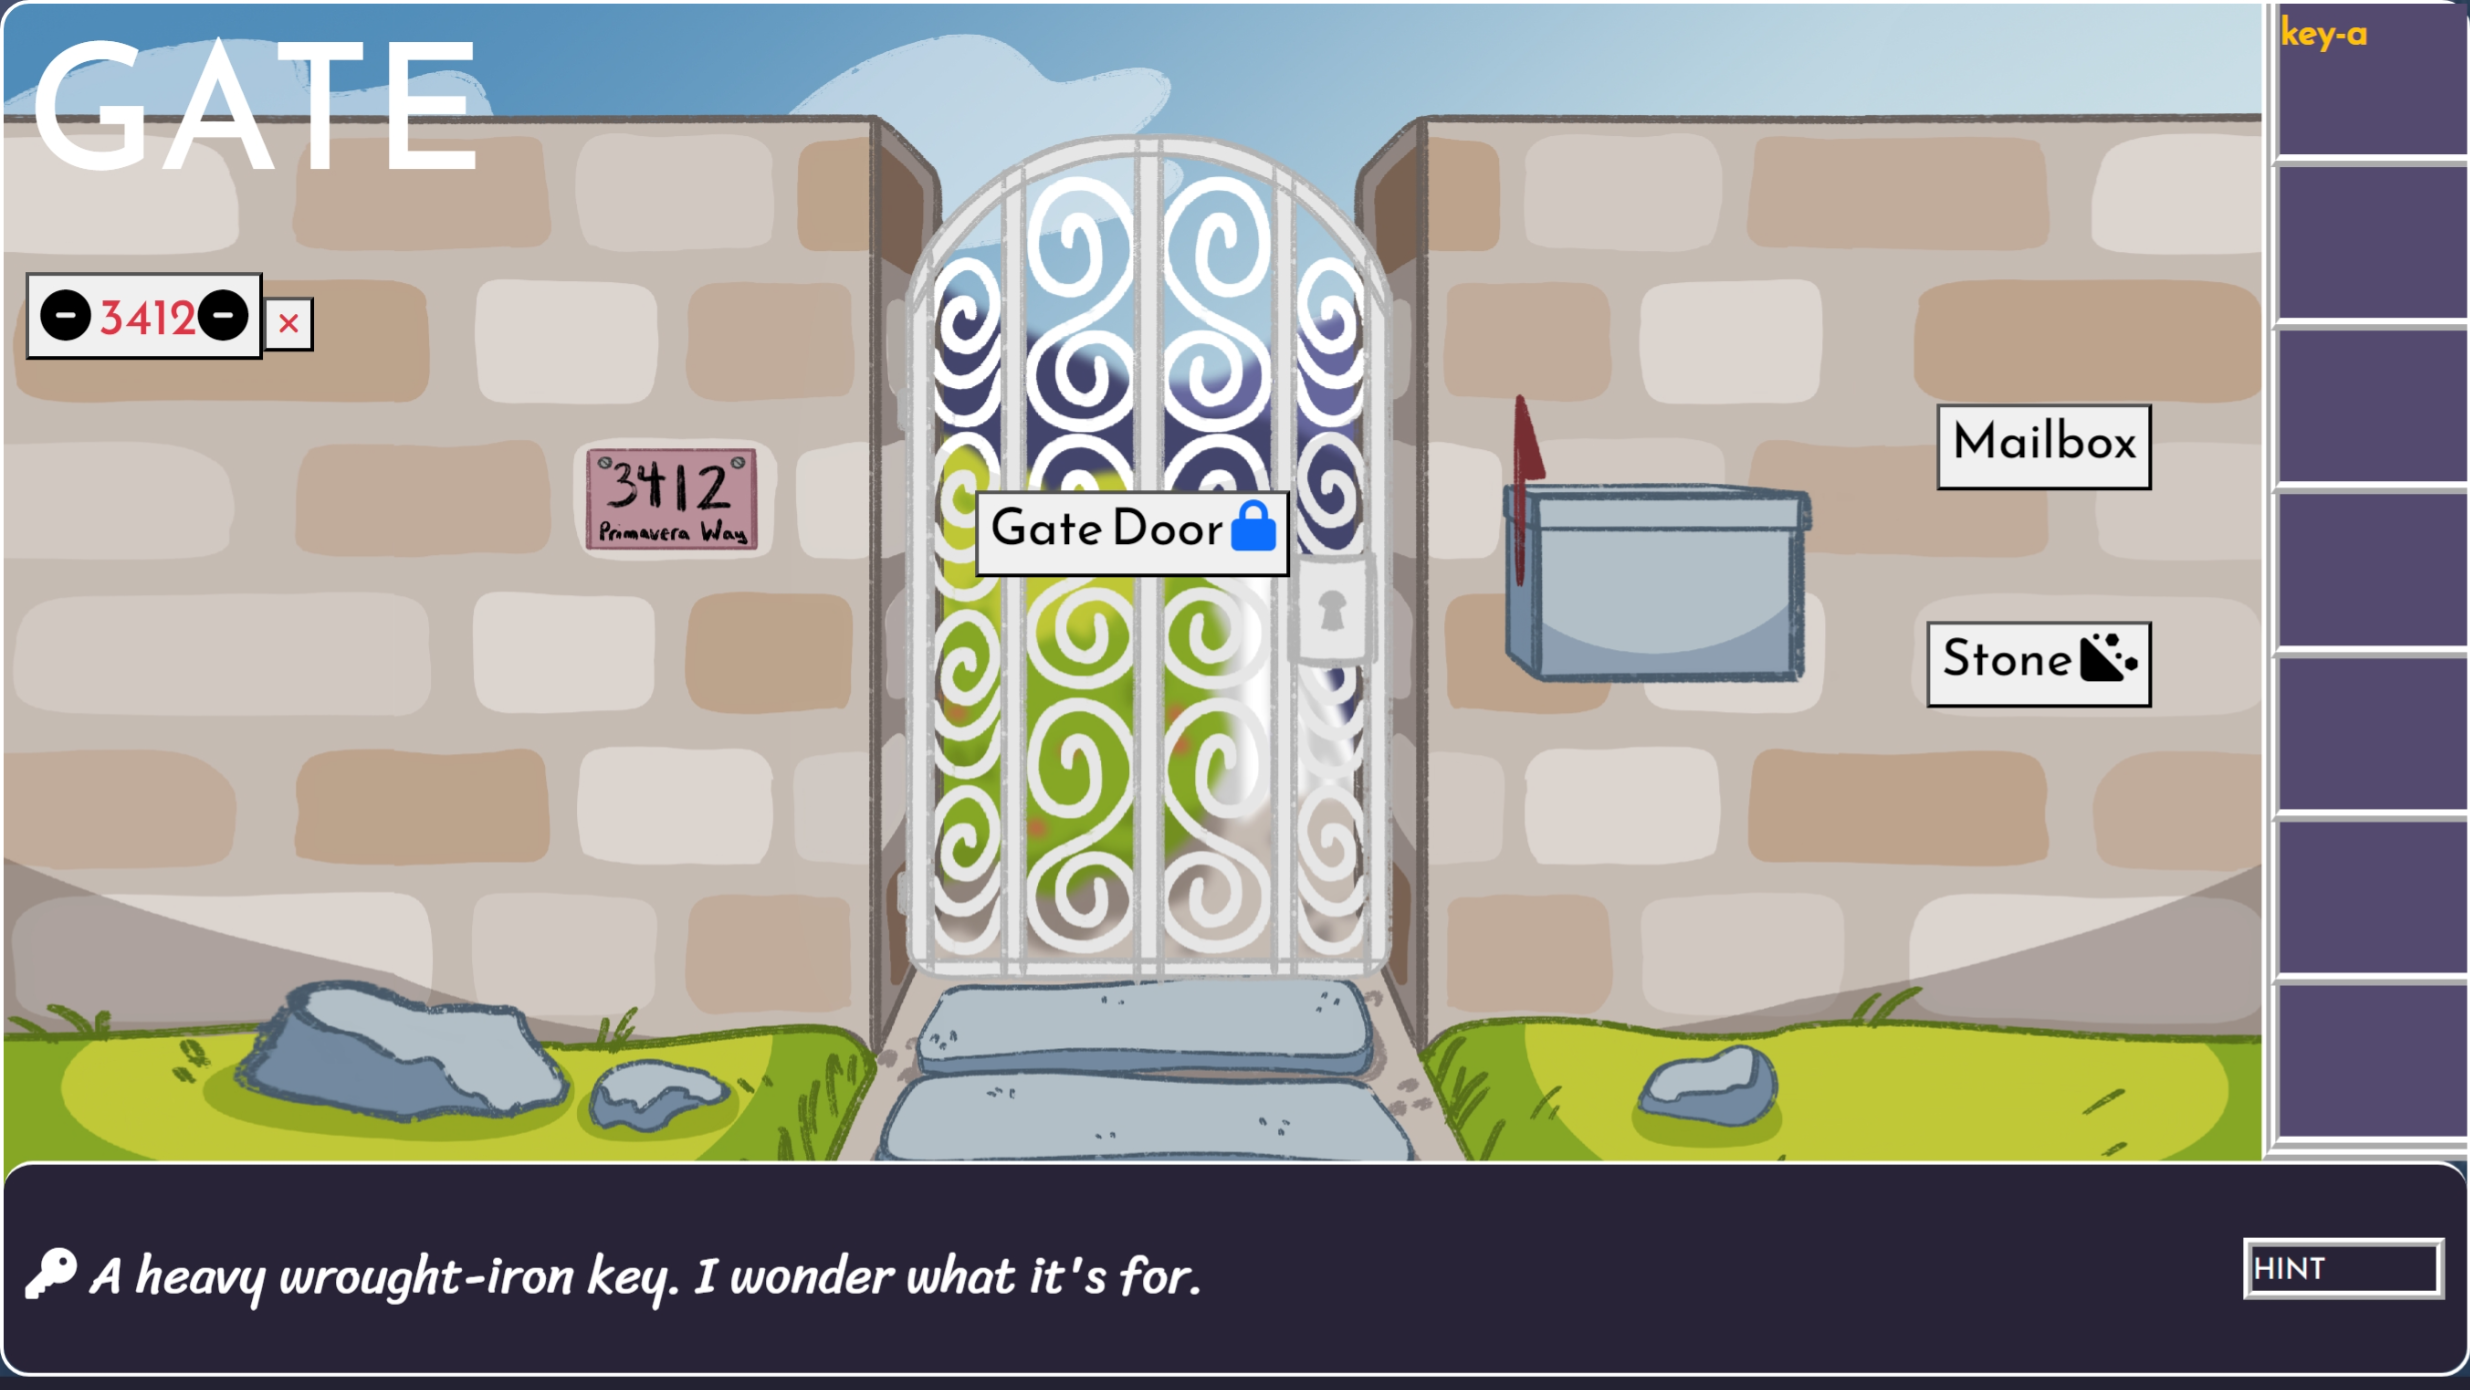 GATE
key-a
3412
×
3412
Primavera Way
Gate Door
Mailbox
Stone
A heavy wrought-iron key. I wonder what it's for.
HINT